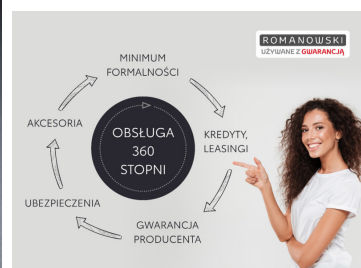 ROMANOWSKI
UŻYWANE Z GWARANCJĄ
MINIMUM
FORMALNOŚCI
AKCESORIA
OBSŁUGA
360
STOPNI
KREDYTY,
LEASINGI
UBEZPIECZENIA
GWARANCJA
PRODUCENTA